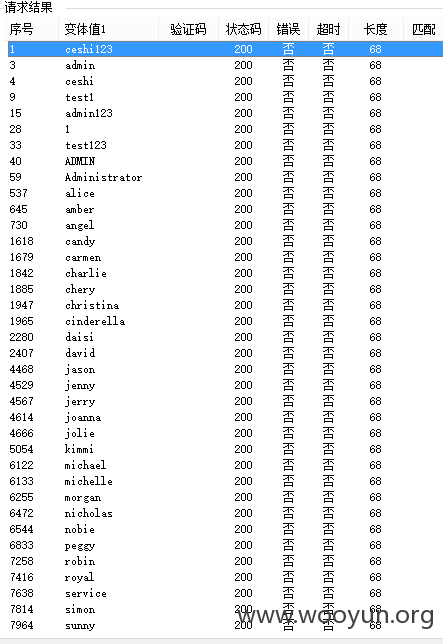 请求结果
序号 变体值1 验证码 状态码 错误 超时 长度 匹配
1 ceshi123 200 否 否 68
3 admin 200 否 否 68
4 ceshi 200 否 否 68
9 test1 200 否 否 68
15 admin123 200 否 否 68
28 1 200 否 否 68
33 test123 200 否 否 68
40 ADMIN 200 否 否 68
59 Administrator 200 否 否 68
537 alice 200 否 否 68
645 amber 200 否 否 68
730 angel 200 否 否 68
1618 candy 200 否 否 68
1679 carmen 200 否 否 68
1842 charlie 200 否 否 68
1885 chery 200 否 否 68
1947 christina 200 否 否 68
1965 cinderella 200 否 否 68
2280 daisi 200 否 否 68
2407 david 200 否 否 68
4468 jason 200 否 否 68
4529 jenny 200 否 否 68
4567 jerry 200 否 否 68
4614 joanna 200 否 否 68
4666 jolie 200 否 否 68
5054 kimmi 200 否 否 68
6122 michael 200 否 否 68
6133 michelle 200 否 否 68
6255 morgan 200 否 否 68
6472 nicholas 200 否 否 68
6544 nobie 200 否 否 68
6833 peggy 200 否 否 68
7258 robin 200 否 否 68
7416 royal 200 否 否 68
7638 service 200 否 否 68
7814 simon 200 否 否 68
7964 sunny 200 否 否 68
www.wooyun.org